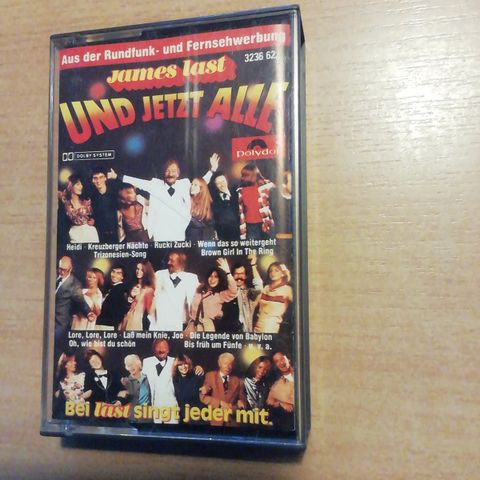 Aus der Rundfunk- und Fernsehwerbung
james last
3236 62
UND JETZT ALLE
DOLBY SYSTEM
Polydor
Heidi · Kreuzberger Nächte · Rucki Zucki · Wenn das so weitergeht
Trizonesien-Song Brown Girl In The Ring
Lore, Lore, Lore · Laß mein Knie, Joe · Die Legende von Babylon
Oh, wie bist du schön Bis früh um Fünfe · u. v. a.
Bei last singt jeder mit.